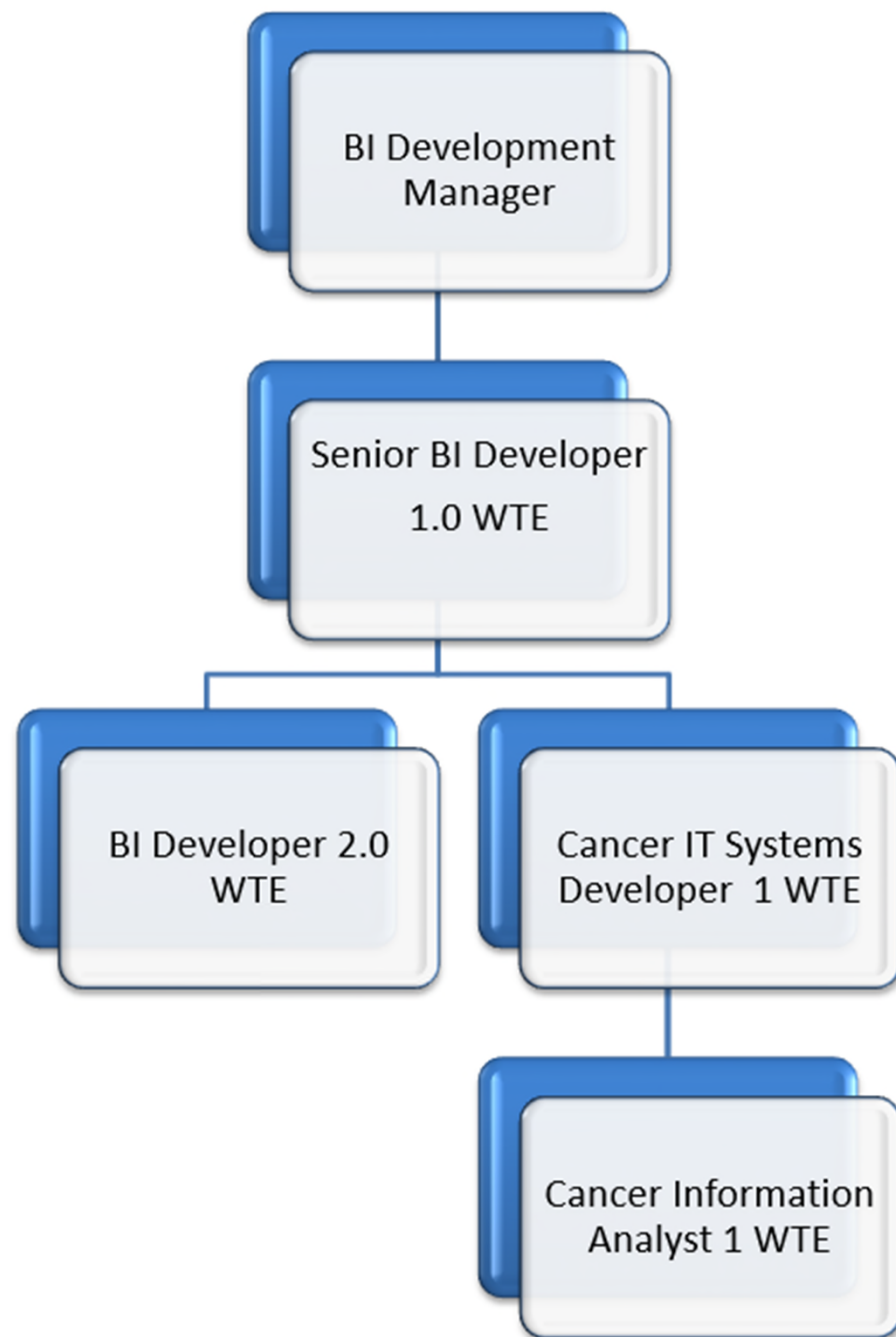 BI Development
Manager
Senior BI Developer
1.0 WTE
BI Developer 2.0
WTE
Cancer IT Systems
Developer  1 WTE
Cancer Information
Analyst 1 WTE